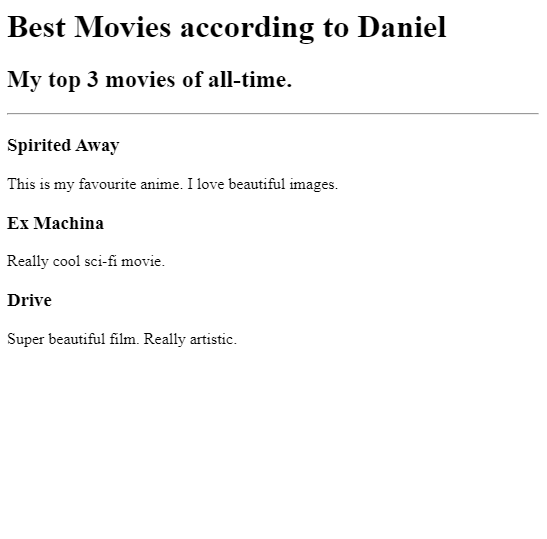 Best Movies according to Daniel
My top 3 movies of all-time.
Spirited Away
This is my favourite anime. I love beautiful images.
Ex Machina
Really cool sci-fi movie.
Drive
Super beautiful film. Really artistic.